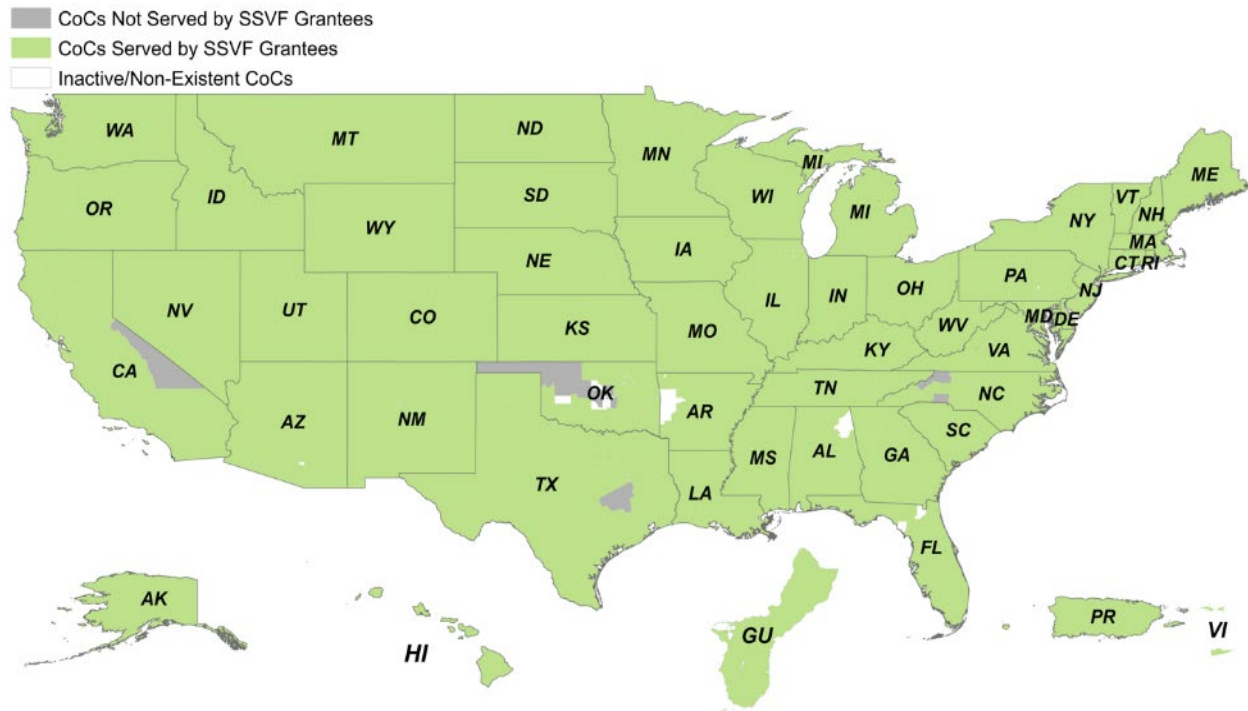 CoCs Not Served by SSVF Grantees
CoCs Served by SSVF Grantees
Inactive/Non-Existent CoCs
WA
MT
ND
MN
MI
ME
OR
ID
SD
WI
VT
NH
WY
MI
NY
MA
CT
RI
NE
IA
PA
NJ
NV
UT
CO
IL
IN
OH
MD
DE
KS
MO
WV
VA
CA
KY
OK
TN
NC
AZ
NM
AR
SC
MS
AL
GA
TX
LA
FL
AK
HI
GU
PR
VI